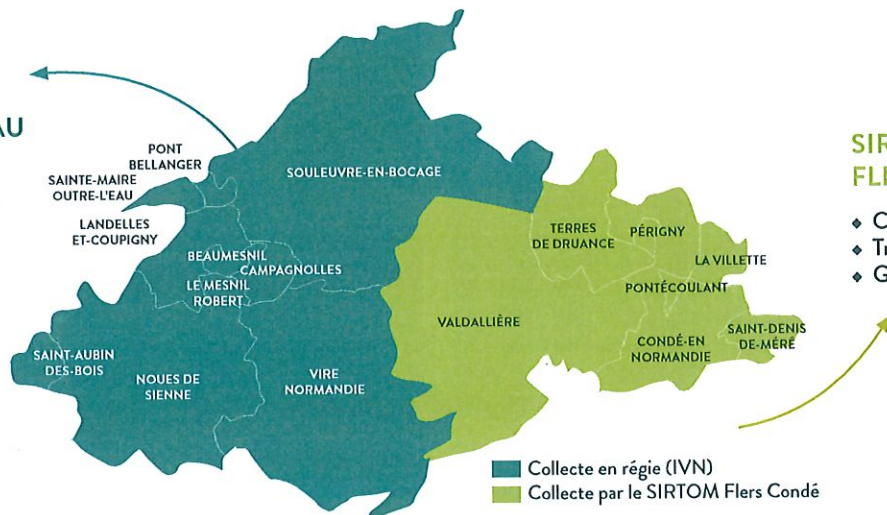 AU
PONT
BELLANGER
SAINTE-MAIRE
OUTRE-L'EAU
SOULEUVRE-EN-BOCAGE
LANDELLES
ET-COUPIGNY
BEAUMESNIL
CAMPAGNOLLES
LE MESNIL
ROBERT
SAINT-AUBIN
DES-BOIS
NOUES DE
SIENNE
VIRE
NORMANDIE
VALDALLIÈRE
TERRES
DE DRUANCE
PÉRIGNY
LA VILLETTE
PONTÉCOULANT
CONDÉ-EN
NORMANDIE
SAINT-DENIS
DE-MÉRÉ
SIR
FLE
C
Tr
G
Collecte en régie (IVN)
Collecte par le SIRTOM Flers Condé